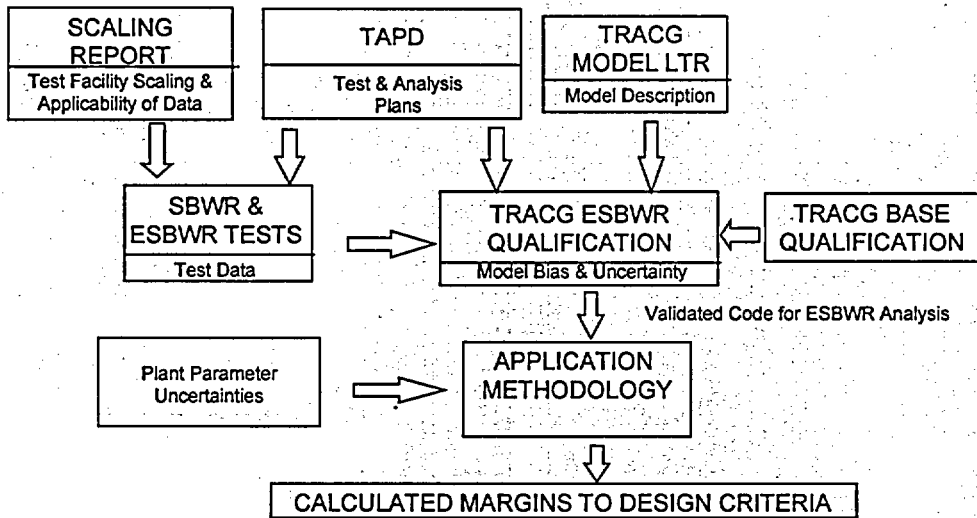 SCALING
REPORT
Test Facility Scaling &
Applicability of Data
TAPD
Test & Analysis
Plans
TRACG
MODEL LTR
Model Description
SBWR &
ESBWR TESTS
Test Data
TRACG ESBWR
QUALIFICATION
Model Bias & Uncertainty
TRACG BASE
QUALIFICATION
Validated Code for ESBWR Analysis
Plant Parameter
Uncertainties
APPLICATION
METHODOLOGY
CALCULATED MARGINS TO DESIGN CRITERIA